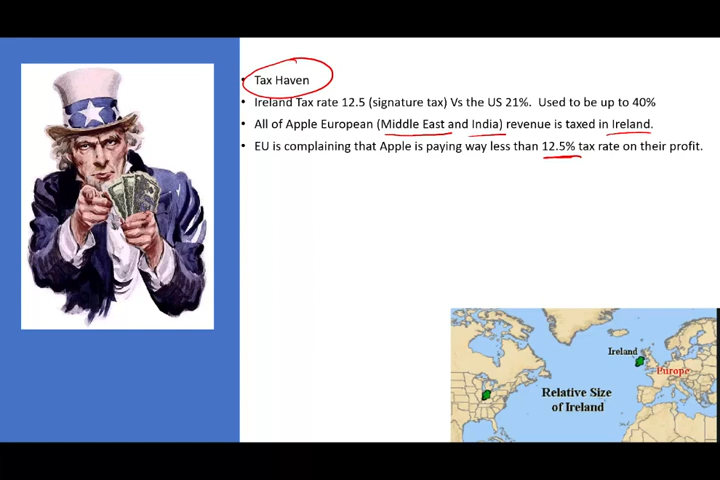 • Tax Haven
• Ireland Tax rate 12.5 (signature tax) Vs the US 21%.  Used to be up to 40%
• All of Apple European (Middle East and India) revenue is taxed in Ireland.
• EU is complaining that Apple is paying way less than 12.5% tax rate on their profit.
Ireland
Europe
Relative Size
of Ireland